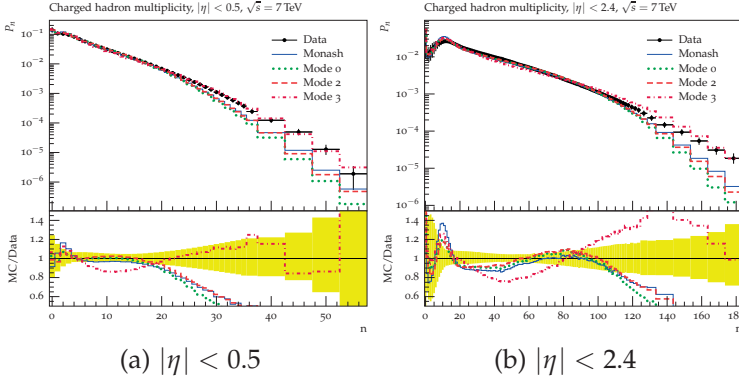 Charged hadron multiplicity, |η| < 0.5, √s = 7 TeV
P_n
10⁻¹
10⁻²
10⁻³
10⁻⁴
10⁻⁵
10⁻⁶
Data
Monash
Mode 0
Mode 2
Mode 3
MC/Data
1.4
1.2
1
0.8
0.6
0 10 20 30 40 50
n
(a) |η| < 0.5
Charged hadron multiplicity, |η| < 2.4, √s = 7 TeV
P_n
10⁻²
10⁻³
10⁻⁴
10⁻⁵
10⁻⁶
Data
Monash
Mode 0
Mode 2
Mode 3
MC/Data
1.4
1.2
1
0.8
0.6
0 20 40 60 80 100 120 140 160
n
(b) |η| < 2.4